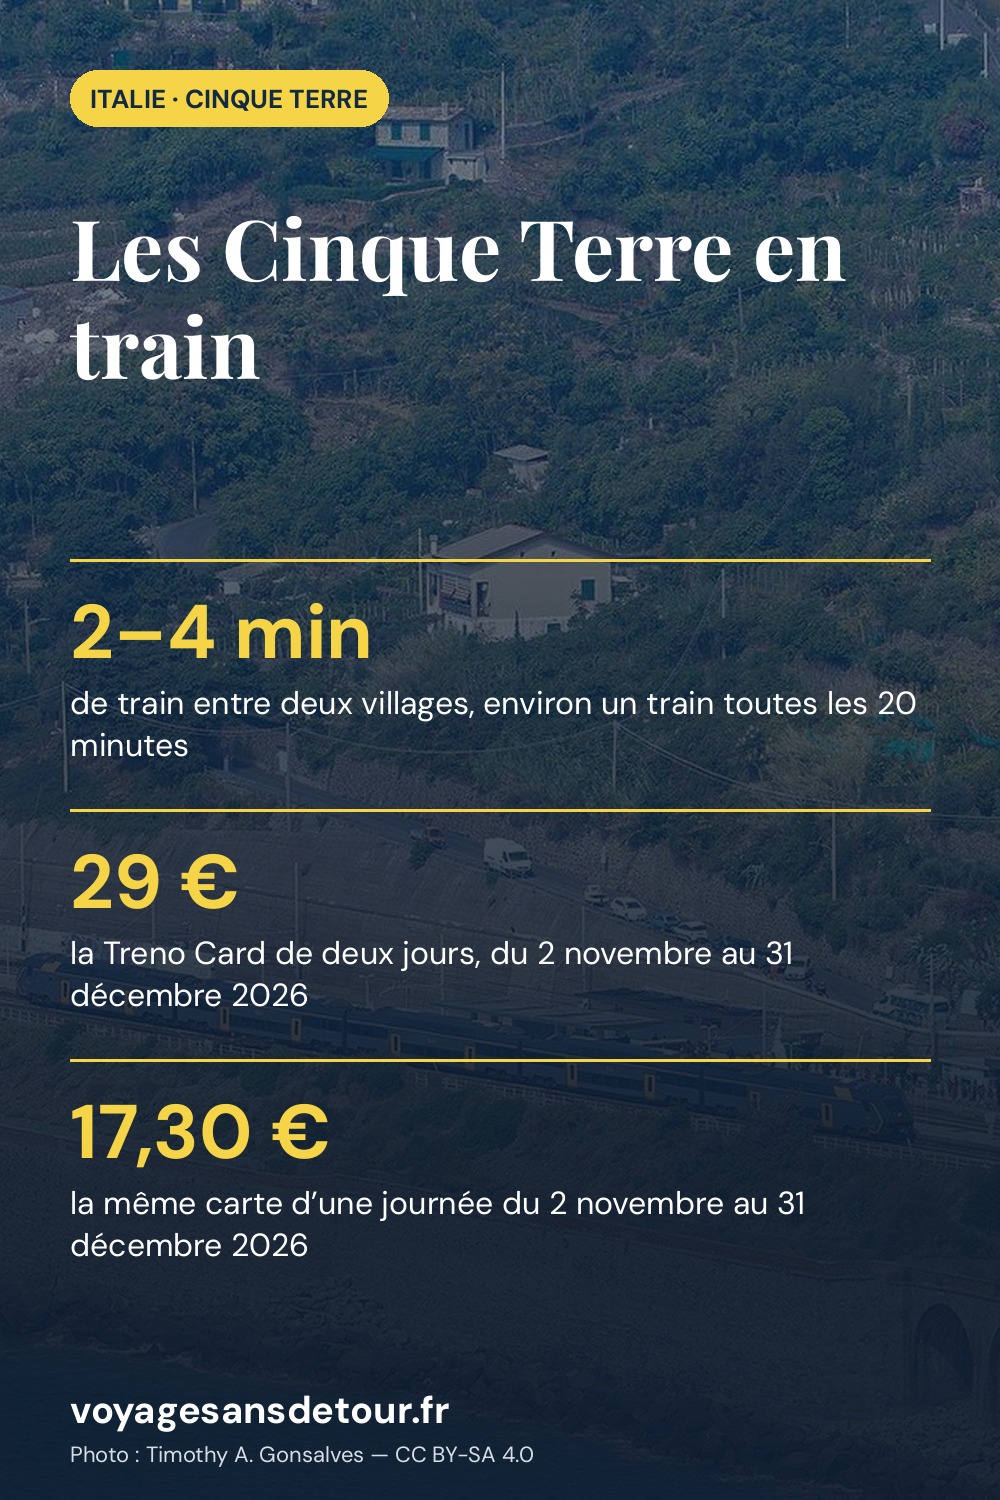 ITALIE · CINQUE TERRE
Les Cinque Terre en
train
2–4 min
de train entre deux villages, environ un train toutes les 20
minutes
29 €
la Treno Card de deux jours, du 2 novembre au 31
décembre 2026
17,30 €
la même carte d’une journée du 2 novembre au 31
décembre 2026
voyagesansdetour.fr
Photo : Timothy A. Gonsalves — CC BY-SA 4.0